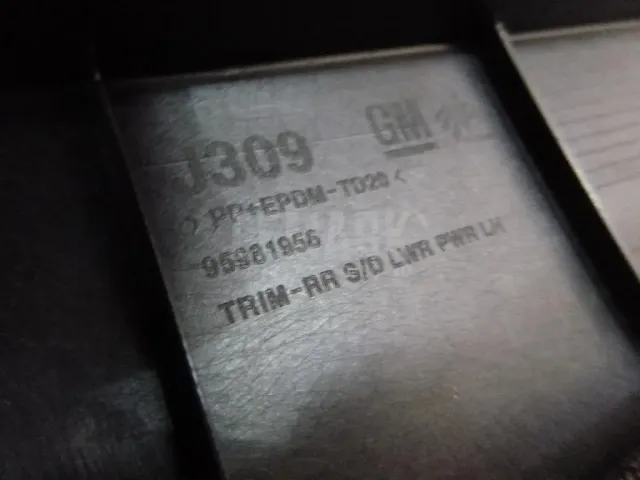 J309 GM
>PP+EPDM-TD20<
95981956
TRIM-RR S/D LWR PWR LH